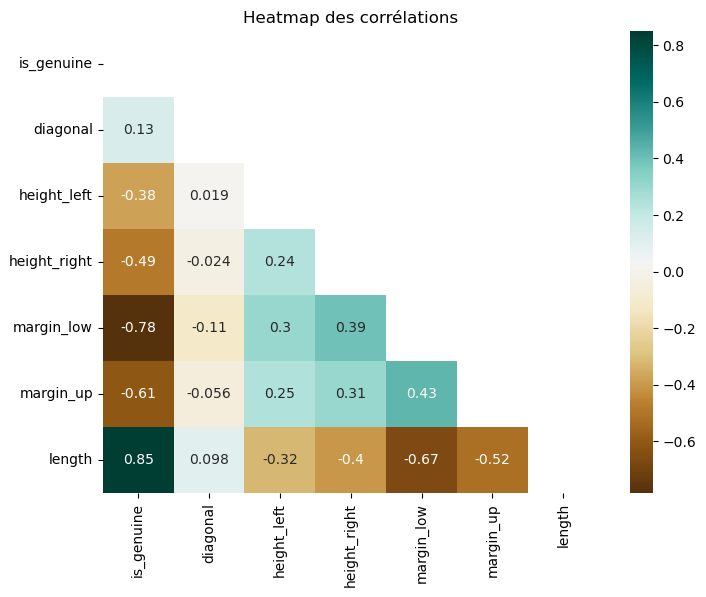 Heatmap des corrélations
is_genuine
diagonal 0.13
height_left -0.38 0.019
height_right -0.49 -0.024 0.24
margin_low -0.78 -0.11 0.3 0.39
margin_up -0.61 -0.056 0.25 0.31 0.43
length 0.85 0.098 -0.32 -0.4 -0.67 -0.52
is_genuine
diagonal
height_left
height_right
margin_low
margin_up
length
0.8
0.6
0.4
0.2
0.0
−0.2
−0.4
−0.6